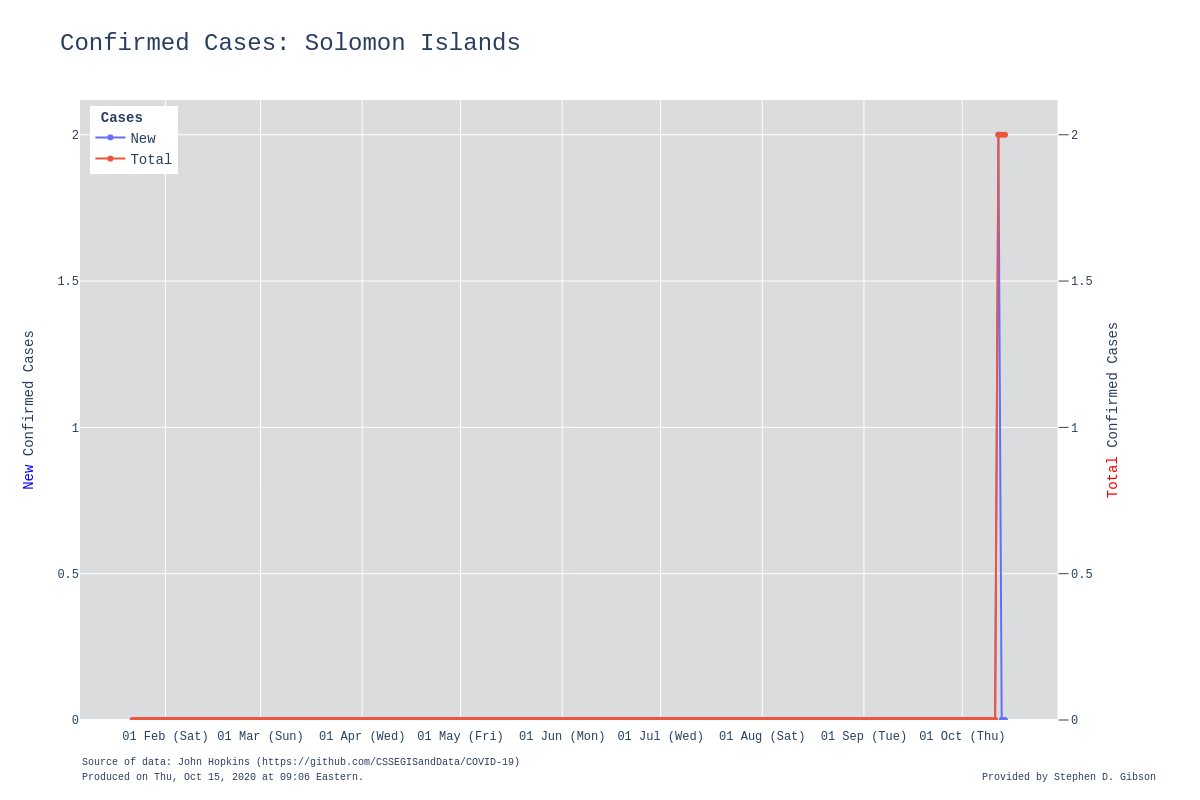 Confirmed Cases: Solomon Islands
Cases
New
Total
2
1.5
1
0.5
0
2
1.5
1
0.5
0
New Confirmed Cases
Total Confirmed Cases
01 Feb (Sat) 01 Mar (Sun) 01 Apr (Wed) 01 May (Fri) 01 Jun (Mon) 01 Jul (Wed) 01 Aug (Sat) 01 Sep (Tue) 01 Oct (Thu)
Source of data: John Hopkins (https://github.com/CSSEGISandData/COVID-19)
Produced on Thu, Oct 15, 2020 at 09:06 Eastern.
Provided by Stephen D. Gibson